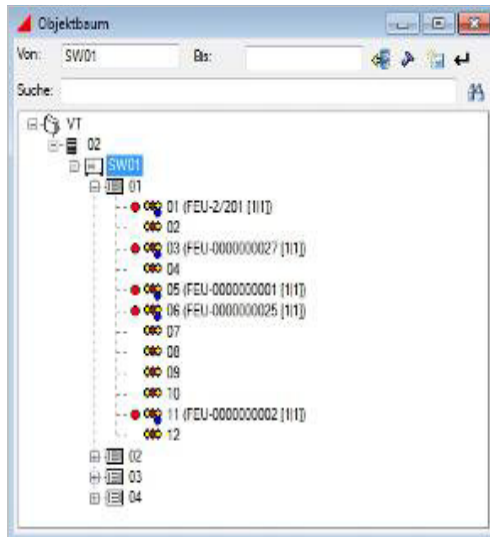 Objektbaum
Von: SW01 Bis:
Suche:
VT
02
SW01
01
01 (FEU-2/201 [1|1])
02
03 (FEU-0000000027 [1|1])
04
05 (FEU-0000000001 [1|1])
06 (FEU-0000000025 [1|1])
07
08
09
10
11 (FEU-0000000002 [1|1])
12
02
03
04